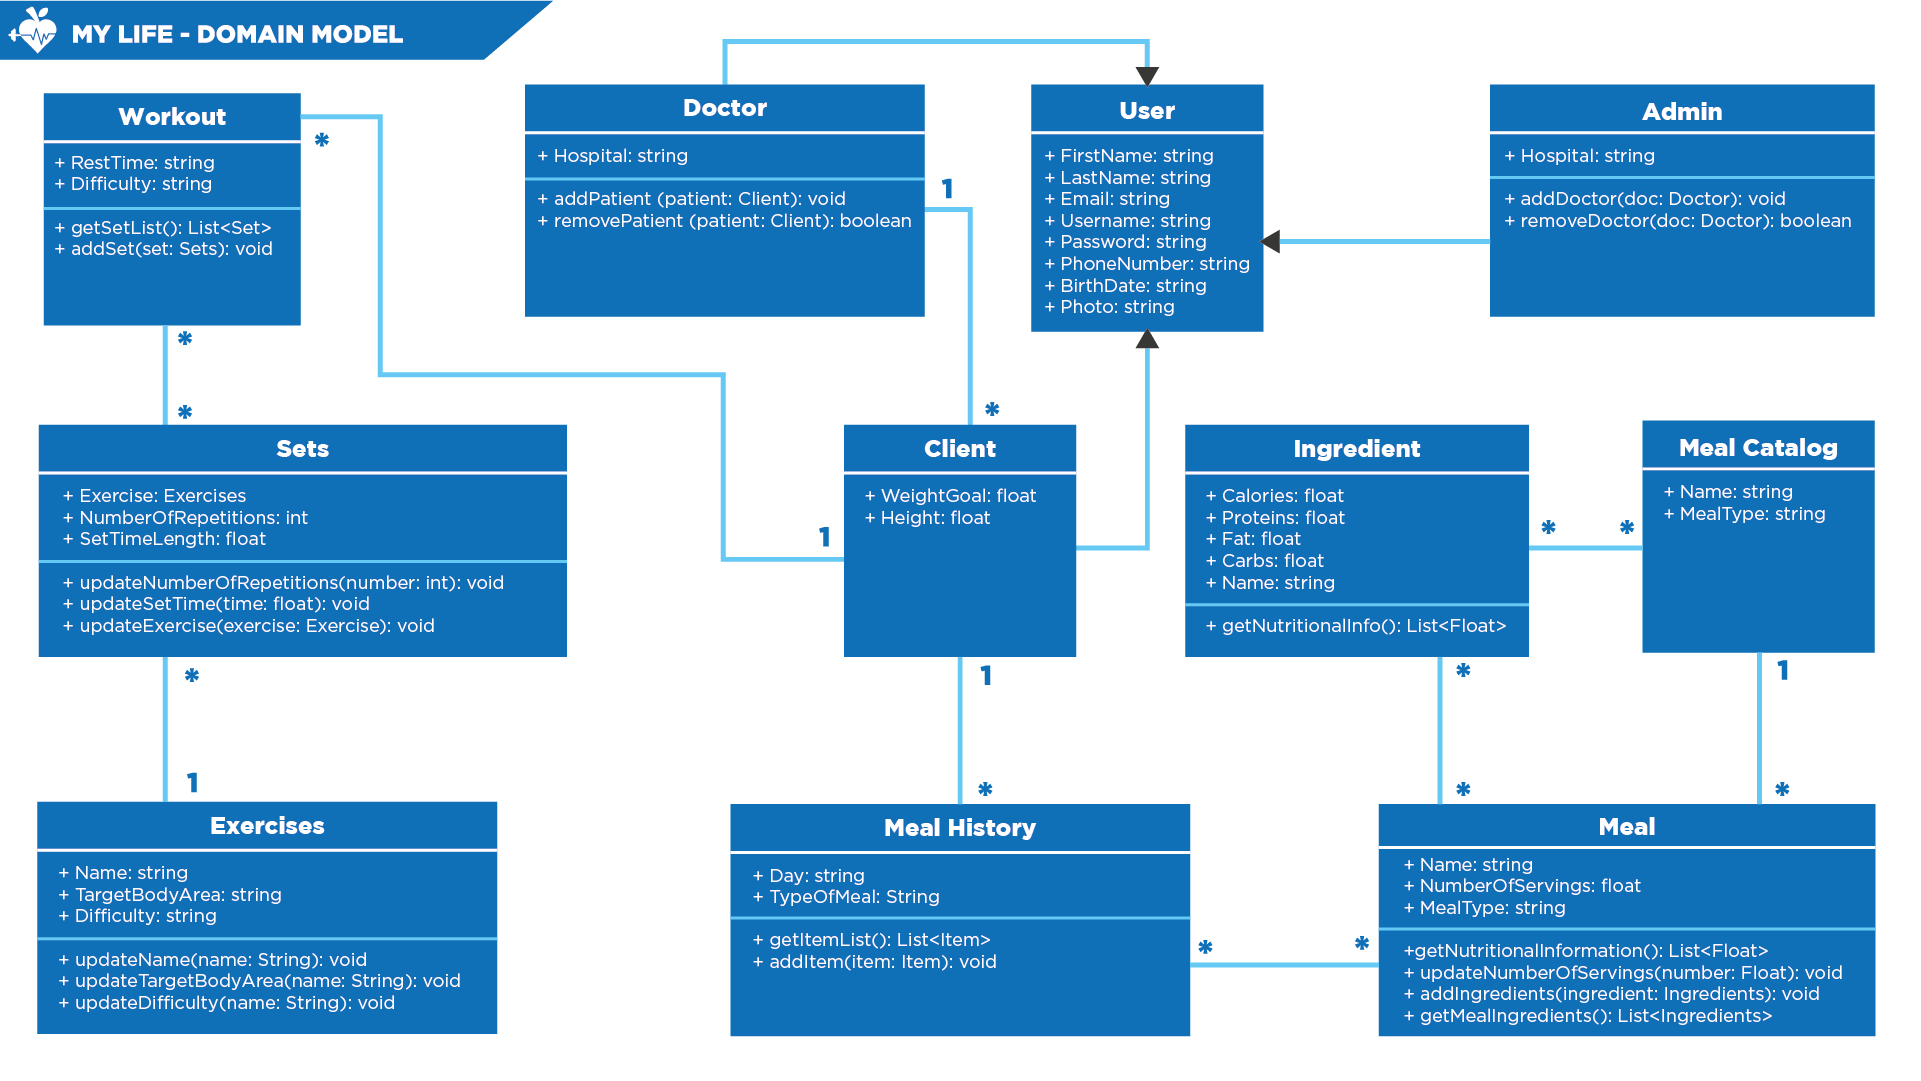 MY LIFE - DOMAIN MODEL
Workout
+ RestTime: string
+ Difficulty: string
+ getSetList(): List<Set>
+ addSet(set: Sets): void
*
*
*
Doctor
+ Hospital: string
+ addPatient (patient: Client): void
+ removePatient (patient: Client): boolean
1
*
User
+ FirstName: string
+ LastName: string
+ Email: string
+ Username: string
+ Password: string
+ PhoneNumber: string
+ BirthDate: string
+ Photo: string
Admin
+ Hospital: string
+ addDoctor(doc: Doctor): void
+ removeDoctor(doc: Doctor): boolean
Sets
+ Exercise: Exercises
+ NumberOfRepetitions: int
+ SetTimeLength: float
+ updateNumberOfRepetitions(number: int): void
+ updateSetTime(time: float): void
+ updateExercise(exercise: Exercise): void
*
1
1
Client
+ WeightGoal: float
+ Height: float
1
*
Ingredient
+ Calories: float
+ Proteins: float
+ Fat: float
+ Carbs: float
+ Name: string
+ getNutritionalInfo(): List<Float>
*
*
*
*
Meal Catalog
+ Name: string
+ MealType: string
1
*
Exercises
+ Name: string
+ TargetBodyArea: string
+ Difficulty: string
+ updateName(name: String): void
+ updateTargetBodyArea(name: String): void
+ updateDifficulty(name: String): void
Meal History
+ Day: string
+ TypeOfMeal: String
+ getItemList(): List<Item>
+ addItem(item: Item): void
*
*
Meal
+ Name: string
+ NumberOfServings: float
+ MealType: string
+getNutritionalInformation(): List<Float>
+ updateNumberOfServings(number: Float): void
+ addIngredients(ingredient: Ingredients): void
+ getMealIngredients(): List<Ingredients>